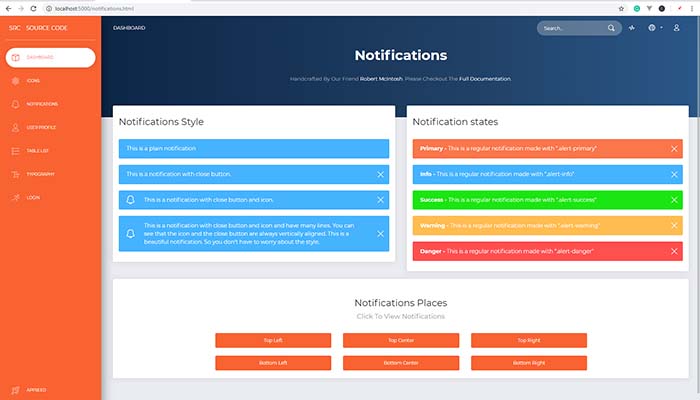 localhost:5000/notifications.html
SRC SOURCE CODE
DASHBOARD
Search...
DASHBOARD
ICONS
NOTIFICATIONS
USER PROFILE
TABLE LIST
TYPOGRAPHY
LOGIN
APPSEED
Notifications
Handcrafted By Our Friend Robert McIntosh. Please Checkout The Full Documentation.
Notifications Style
This is a plain notification
This is a notification with close button.
This is a notification with close button and icon.
This is a notification with close button and icon and have many lines. You can
see that the icon and the close button are always vertically aligned. This is a
beautiful notification. So you don't have to worry about the style.
Notification states
Primary - This is a regular notification made with ".alert-primary"
Info - This is a regular notification made with ".alert-info"
Success - This is a regular notification made with ".alert-success"
Warning - This is a regular notification made with ".alert-warning"
Danger - This is a regular notification made with ".alert-danger"
Notifications Places
Click To View Notifications
Top Left
Top Center
Top Right
Bottom Left
Bottom Center
Bottom Right